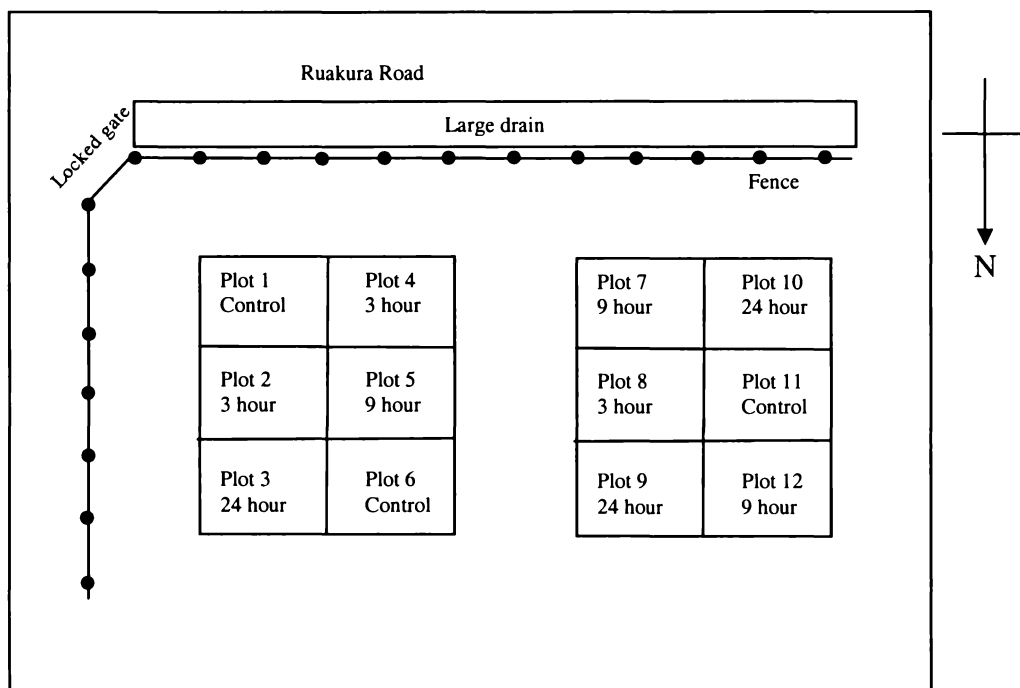 Ruakura Road
Large drain
Locked gate
Fence
N
Plot 1
Control
Plot 4
3 hour
Plot 7
9 hour
Plot 10
24 hour
Plot 2
3 hour
Plot 5
9 hour
Plot 8
3 hour
Plot 11
Control
Plot 3
24 hour
Plot 6
Control
Plot 9
24 hour
Plot 12
9 hour